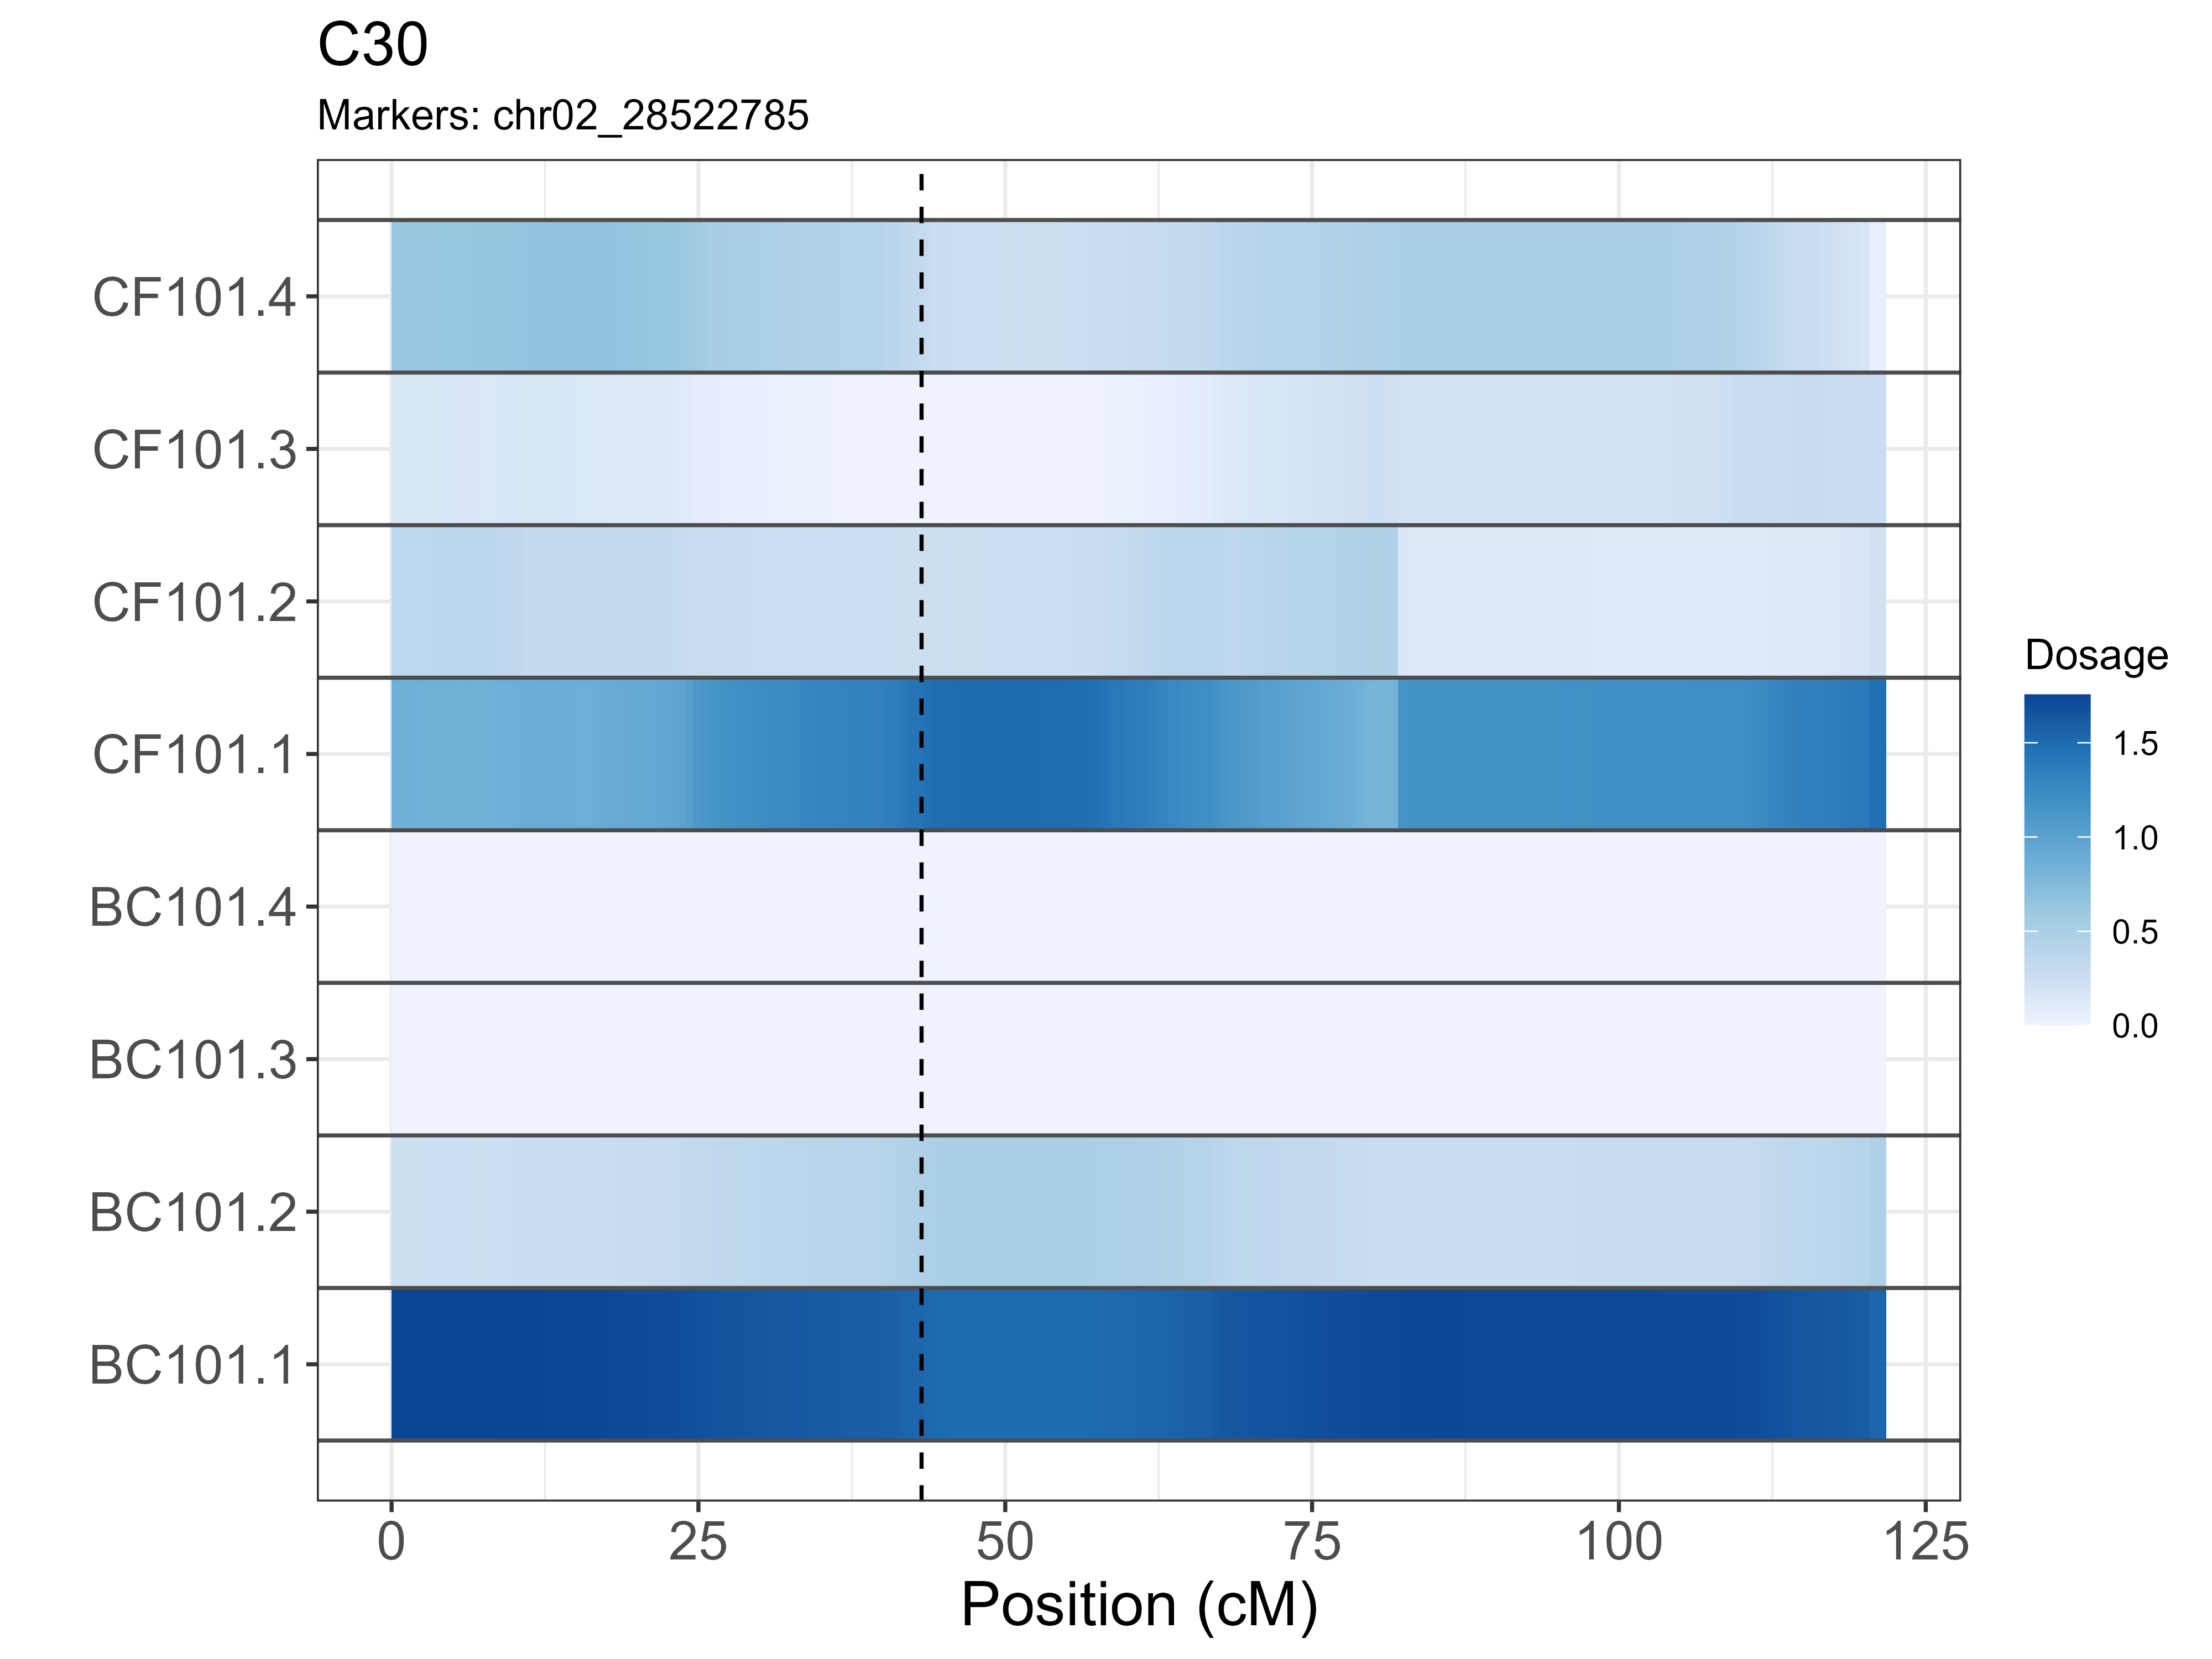 C30
Markers: chr02_28522785
CF101.4
CF101.3
CF101.2
CF101.1
BC101.4
BC101.3
BC101.2
BC101.1
0 25 50 75 100 125
Position (cM)
Dosage
1.5
1.0
0.5
0.0